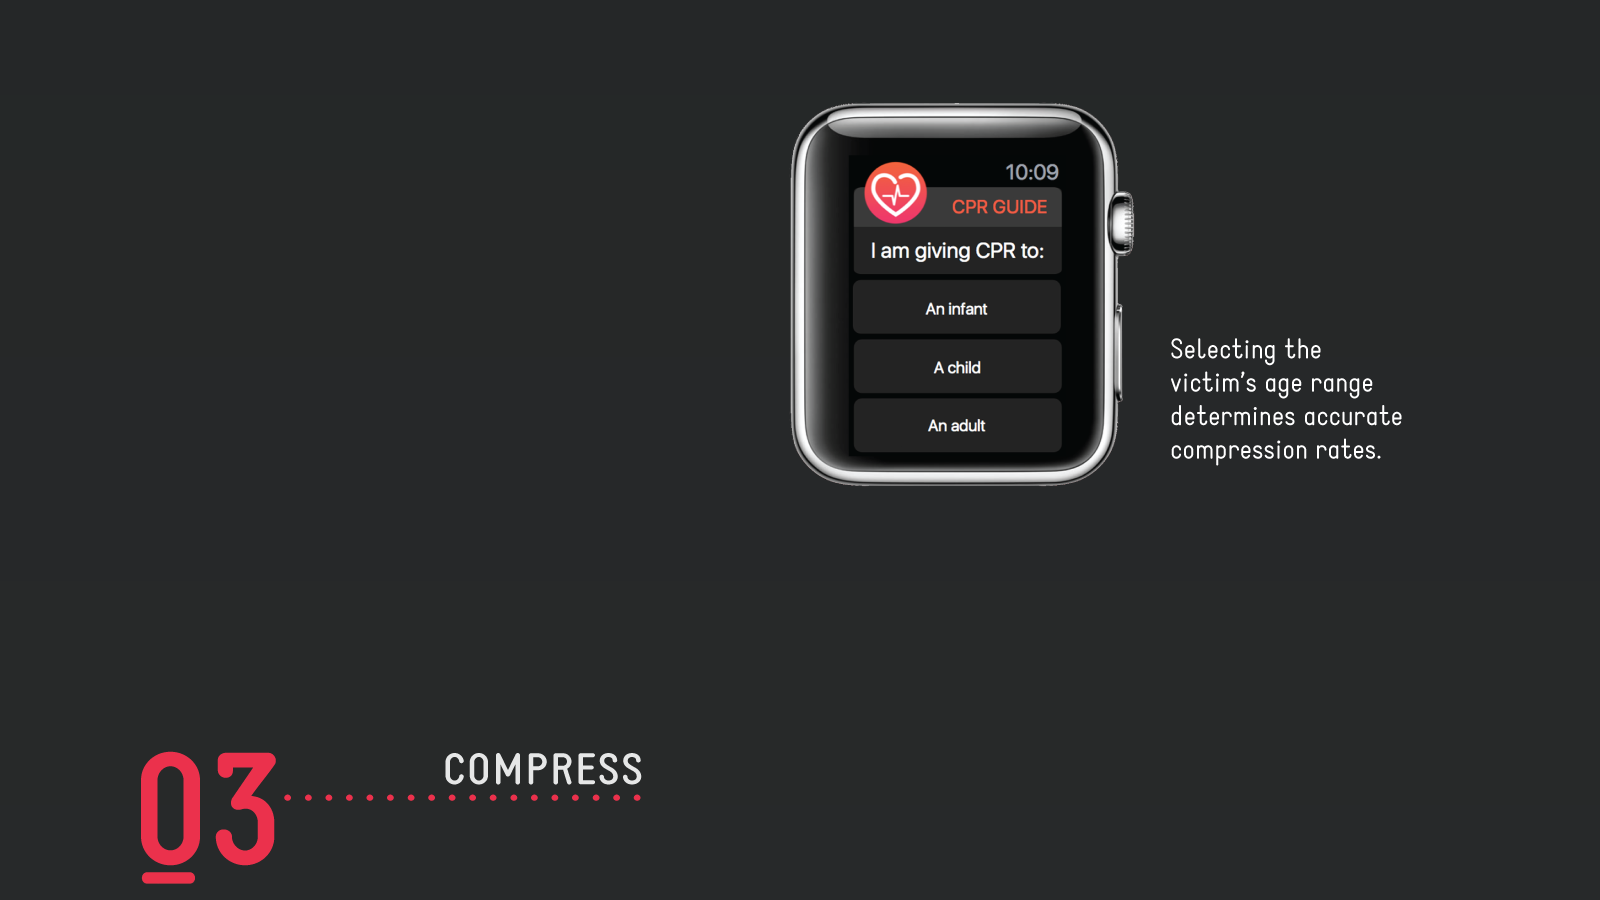 10:09
CPR GUIDE
I am giving CPR to:
An infant
A child
An adult
Selecting the
victim's age range
determines accurate
compression rates.
03
COMPRESS